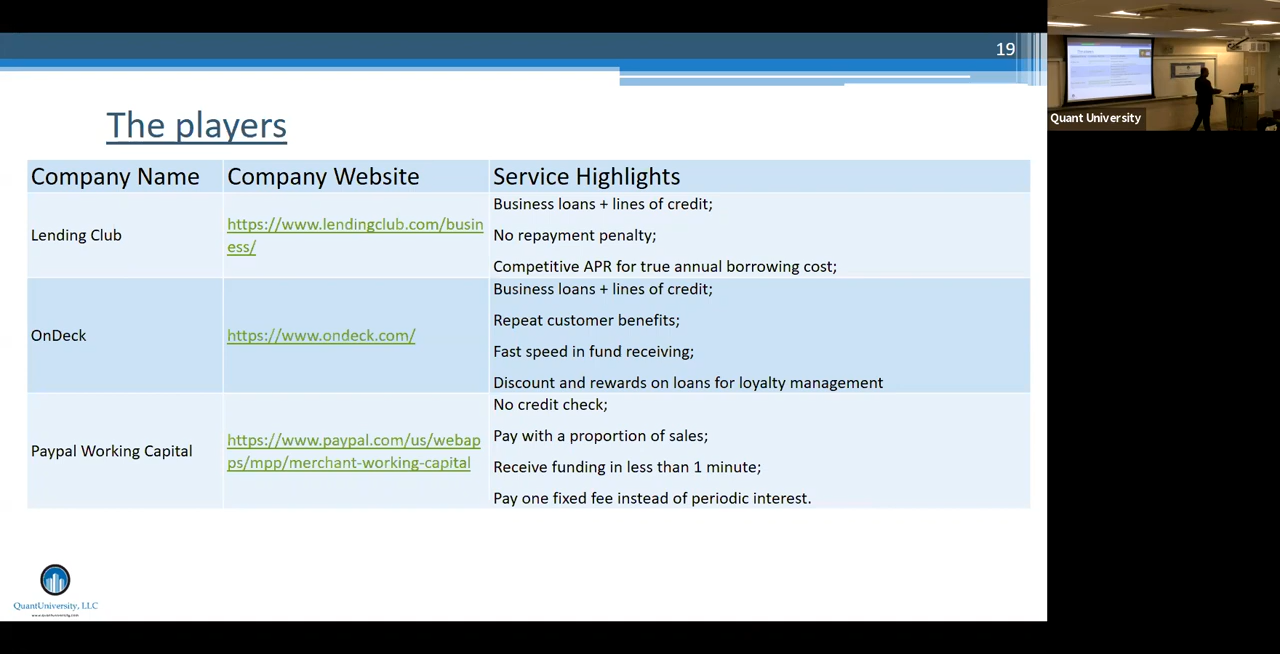 19
The players
Company Name
Company Website
Service Highlights
Lending Club
https://www.lendingclub.com/busin
ess/
Business loans + lines of credit;
No repayment penalty;
Competitive APR for true annual borrowing cost;
OnDeck
https://www.ondeck.com/
Business loans + lines of credit;
Repeat customer benefits;
Fast speed in fund receiving;
Discount and rewards on loans for loyalty management
Paypal Working Capital
https://www.paypal.com/us/webap
ps/mpp/merchant-working-capital
No credit check;
Pay with a proportion of sales;
Receive funding in less than 1 minute;
Pay one fixed fee instead of periodic interest.
QuantUniversity, LLC
Quant University